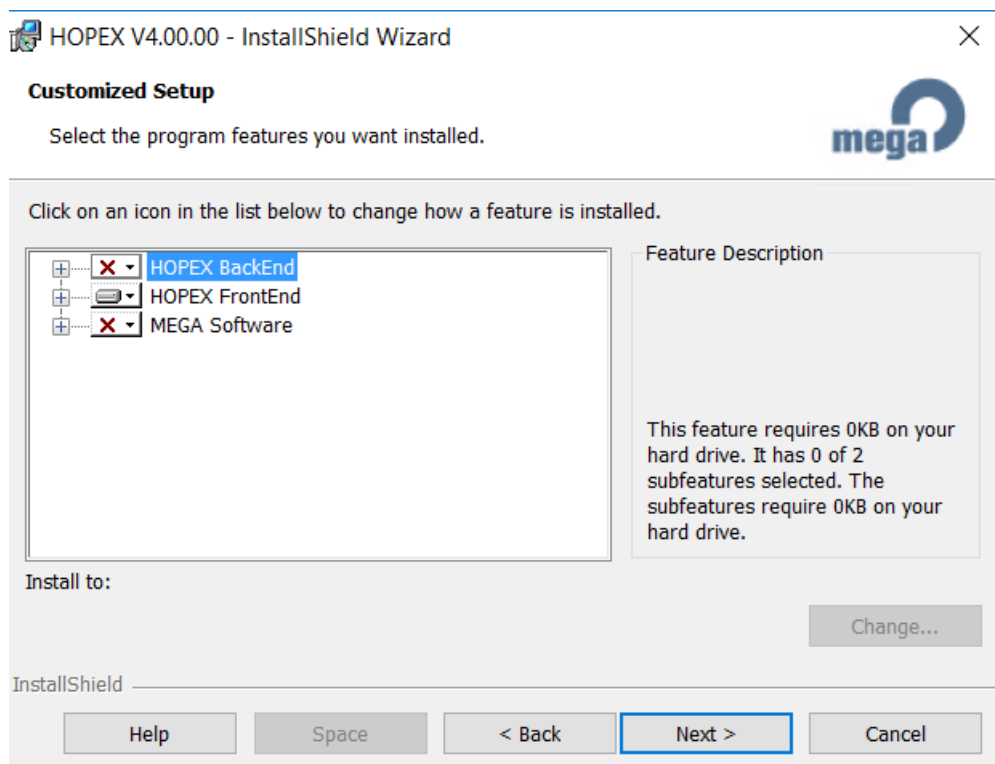 HOPEX V4.00.00 - InstallShield Wizard
Customized Setup
Select the program features you want installed.
mega
Click on an icon in the list below to change how a feature is installed.
HOPEX BackEnd
HOPEX FrontEnd
MEGA Software
Feature Description
This feature requires 0KB on your
hard drive. It has 0 of 2
subfeatures selected. The
subfeatures require 0KB on your
hard drive.
Install to:
Change...
InstallShield
Help
Space
< Back
Next >
Cancel